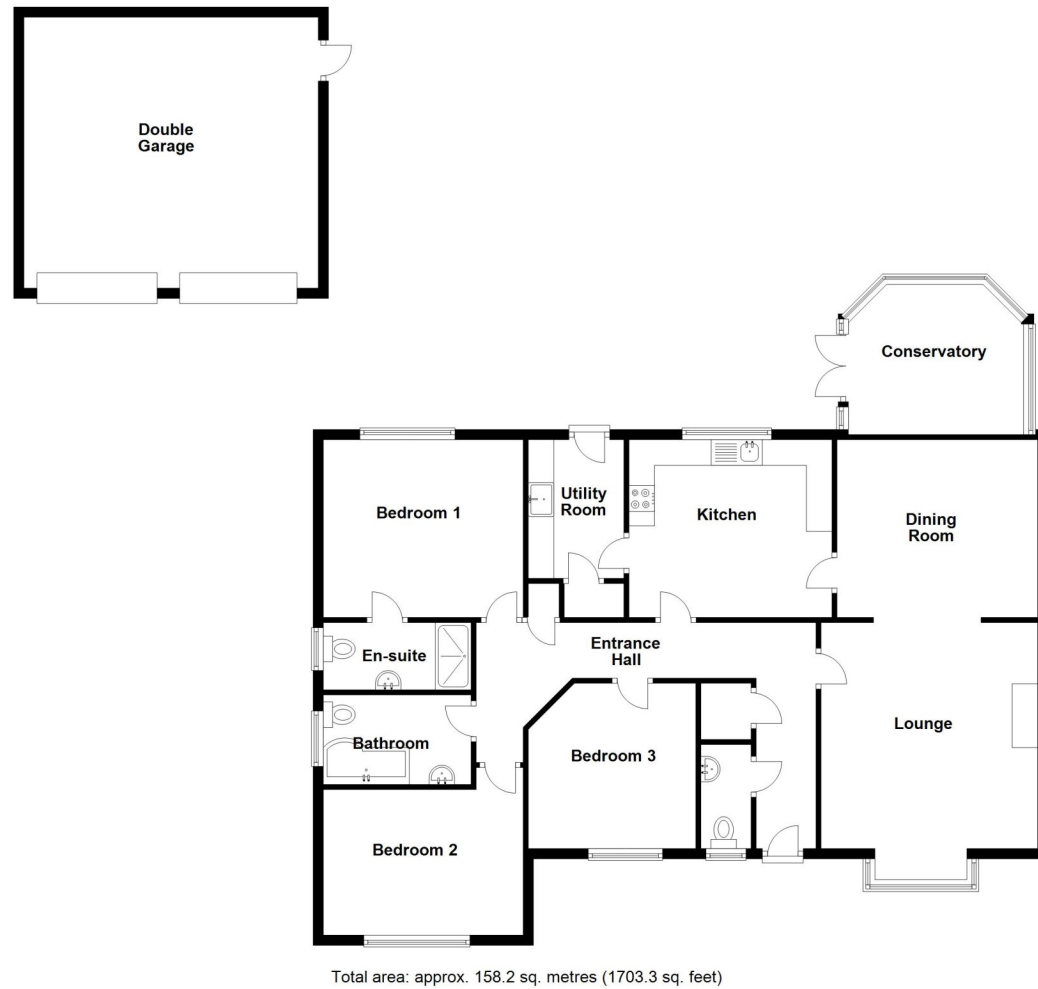 Double
Garage
Conservatory
Bedroom 1
Utility
Room
Kitchen
Dining
Room
En-suite
Entrance
Hall
Bathroom
Bedroom 3
Lounge
Bedroom 2
Total area: approx. 158.2 sq. metres (1703.3 sq. feet)